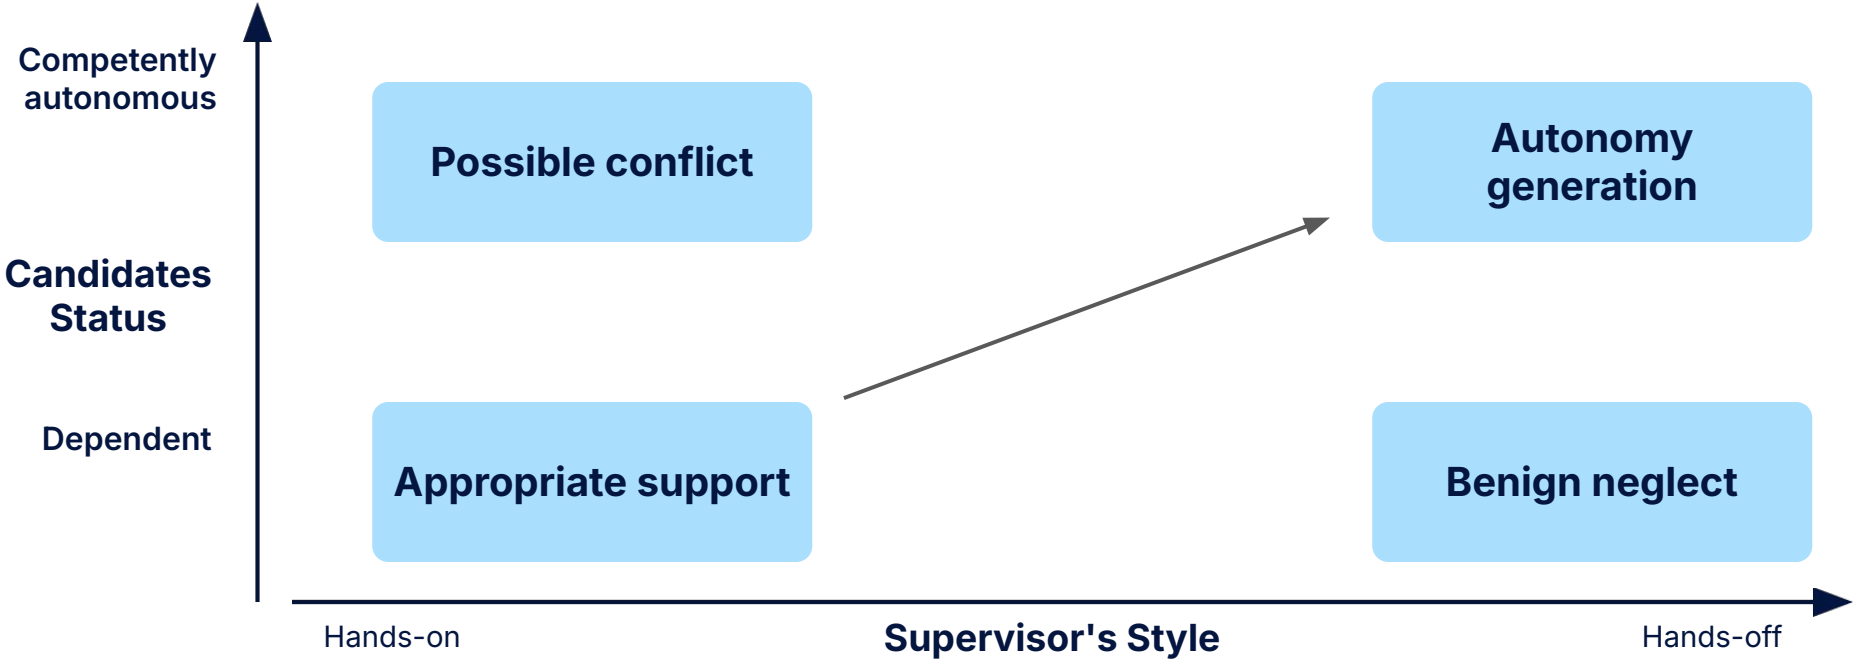 Competently
autonomous
Possible conflict
Autonomy
generation
Candidates
Status
Dependent
Appropriate support
Benign neglect
Hands-on
Supervisor's Style
Hands-off